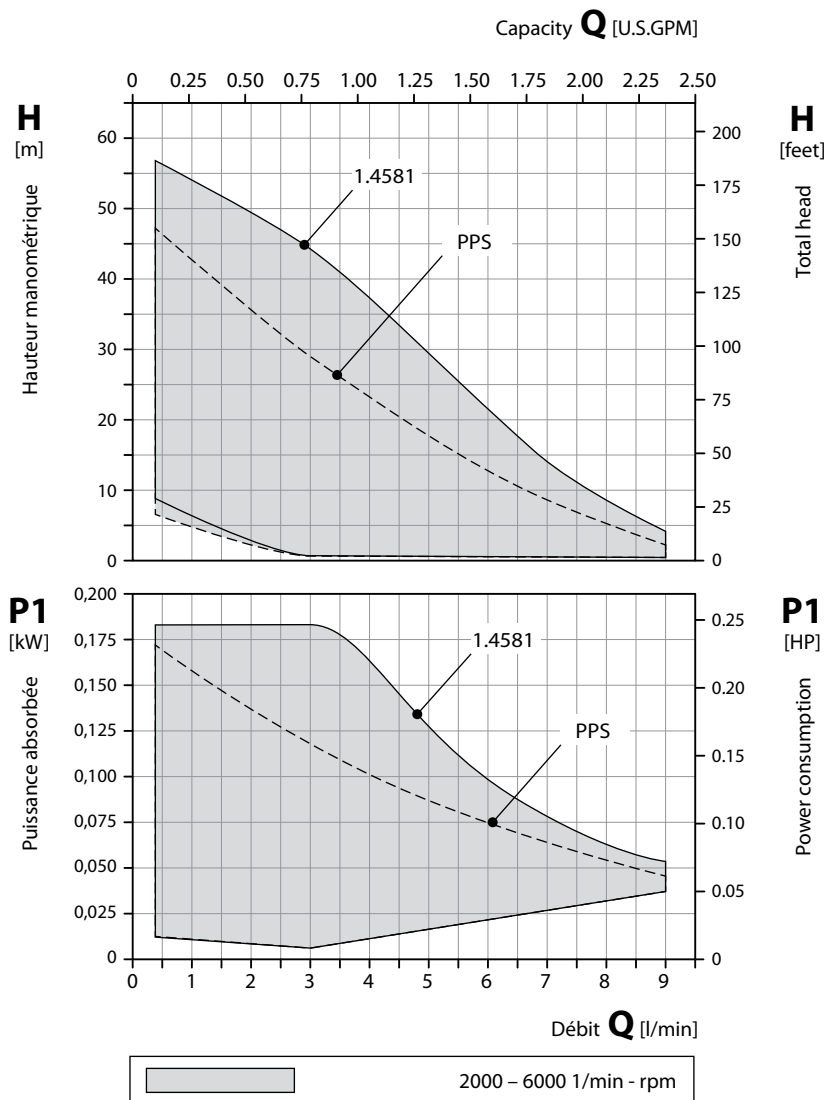 Capacity Q [U.S.GPM]
0 0.25 0.50 0.75 1.00 1.25 1.50 1.75 2.00 2.25 2.50
H
[m]
Hauteur manométrique
60
50
40
30
20
10
0
H
[feet]
Total head
200
175
150
125
100
75
50
25
0
1.4581
PPS
P1
[kW]
Puissance absorbée
0,200
0,175
0,150
0,125
0,100
0,075
0,050
0,025
0
P1
[HP]
Power consumption
0.25
0.20
0.15
0.10
0.05
0
1.4581
PPS
0 1 2 3 4 5 6 7 8 9
Débit Q [l/min]
2000 – 6000 1/min - rpm